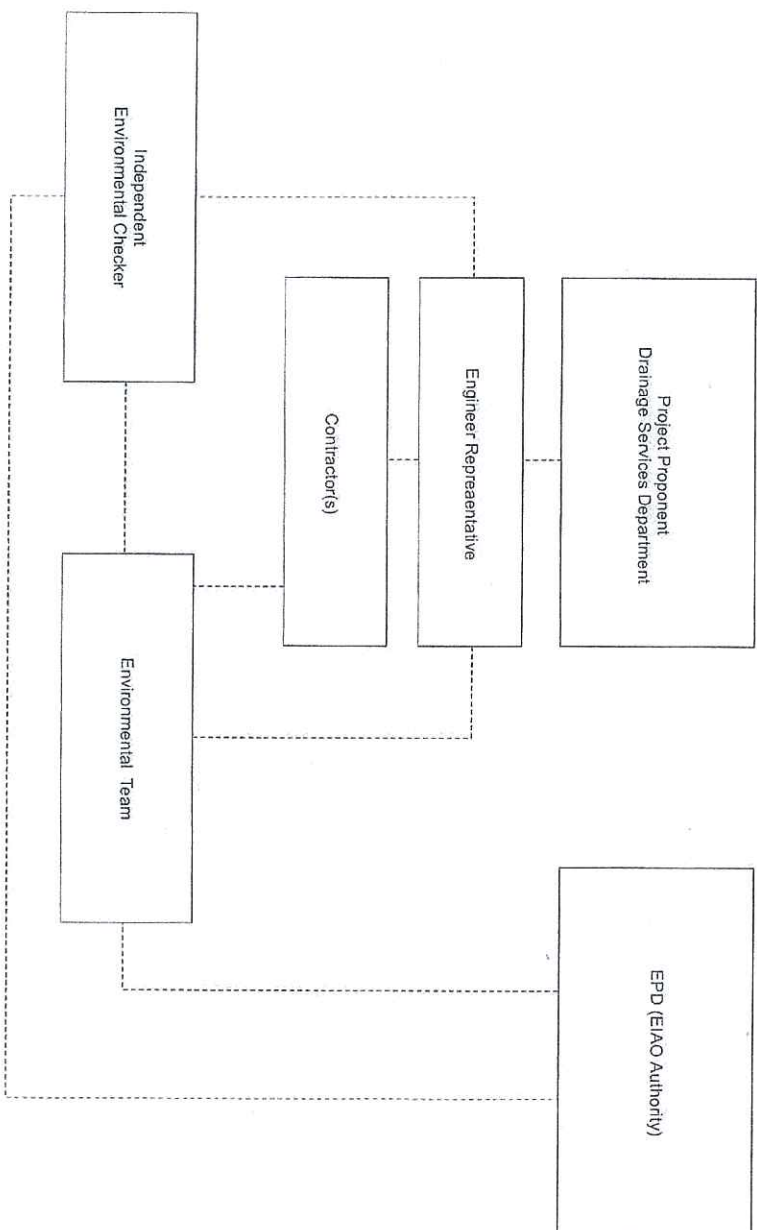 Project Proponent
Drainage Services Department
EPD (EIAO Authority)
Engineer Repreaentative
Contractor(s)
Independent
Environmental Checker
Environmental Team